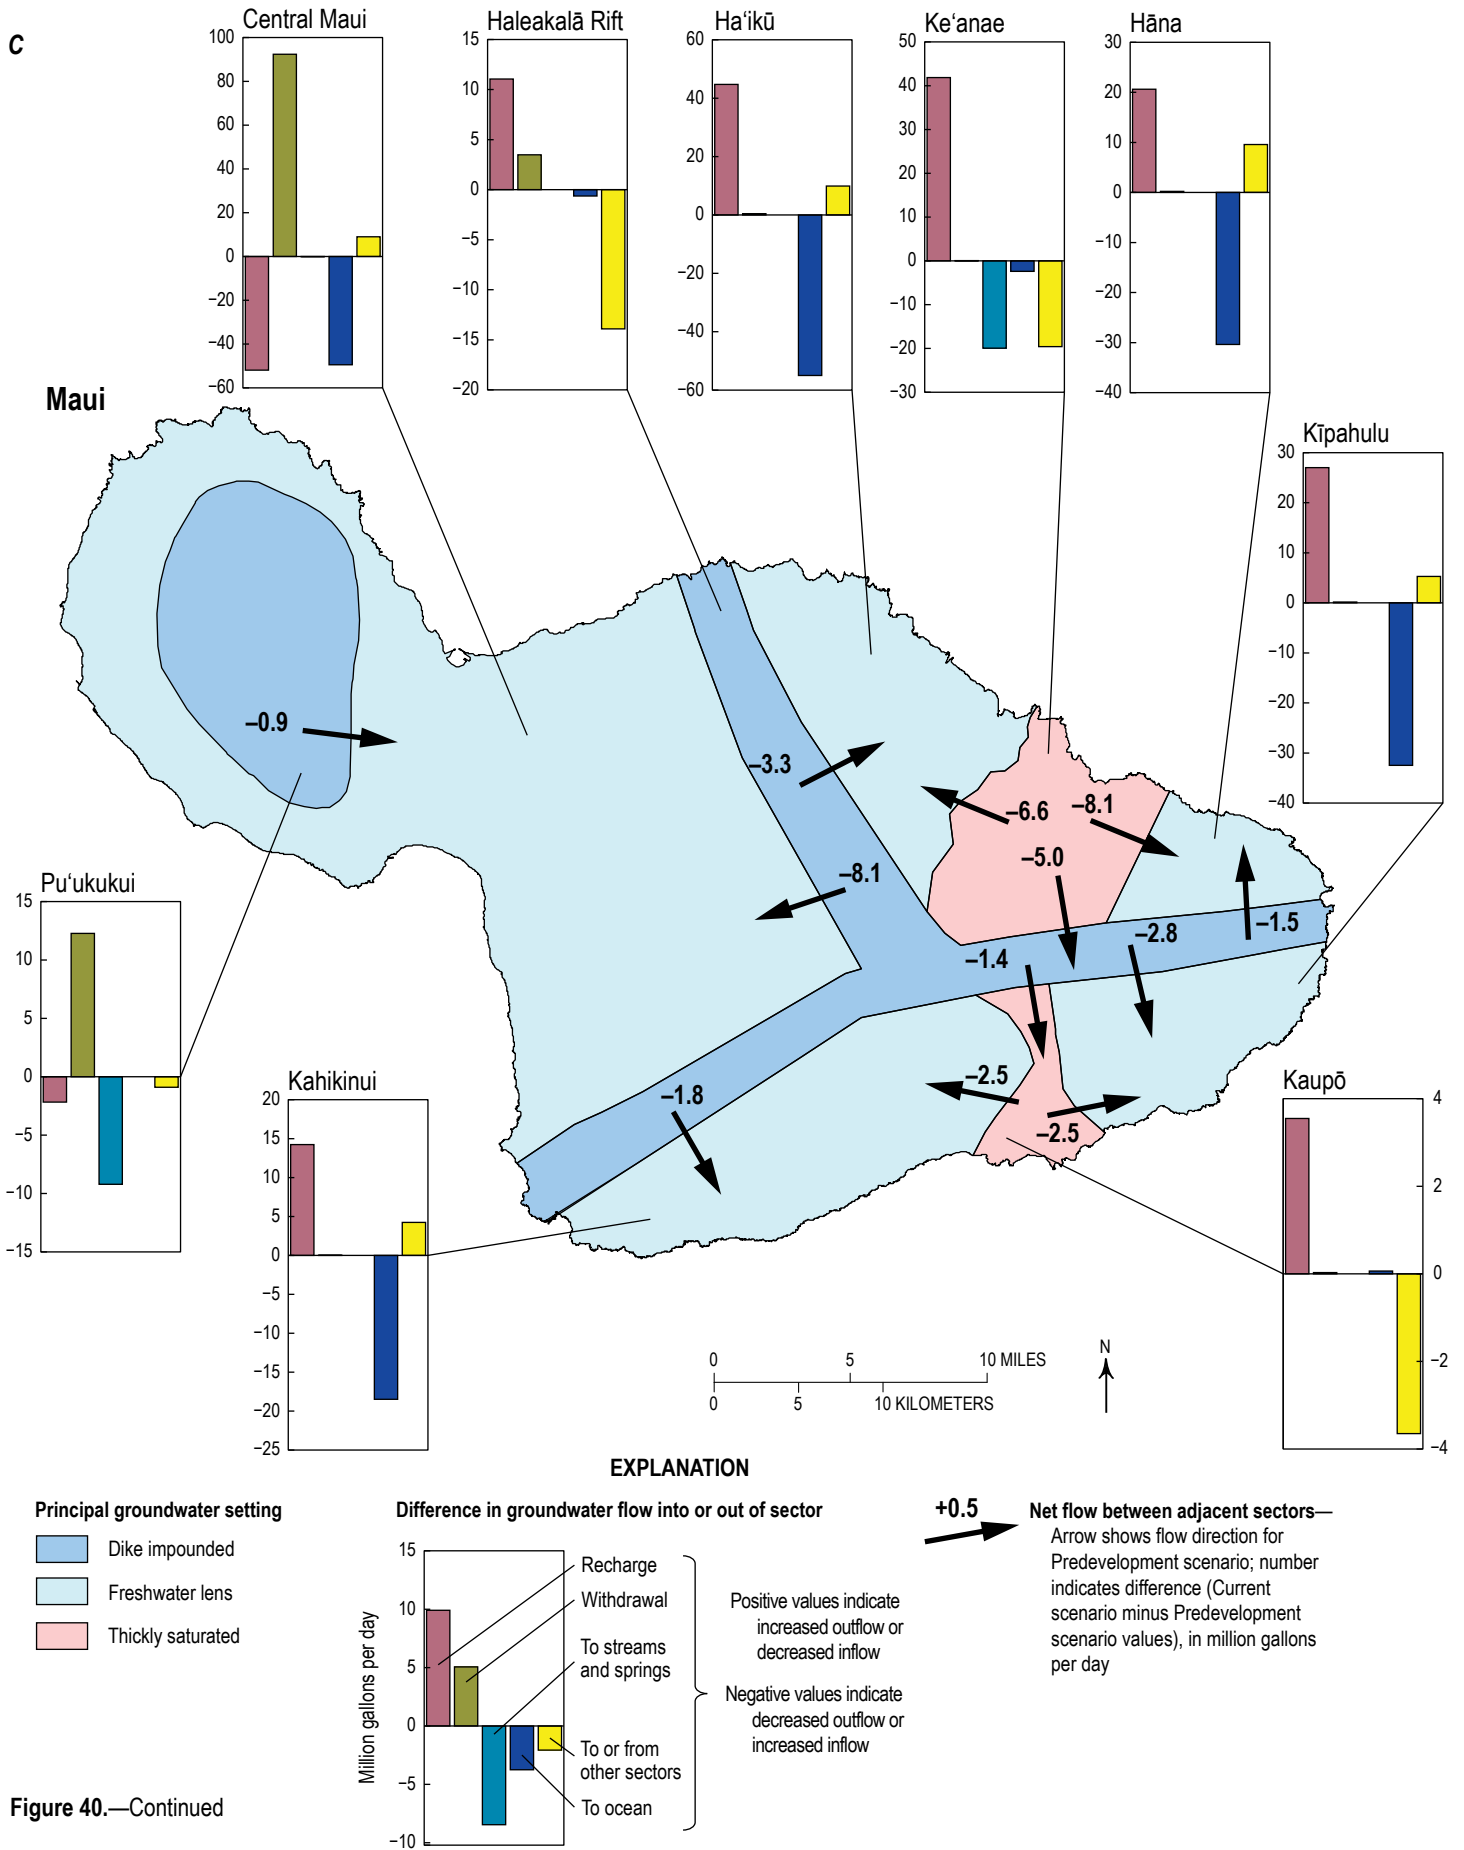 C
Central Maui
100
80
60
40
20
0
−20
−40
−60
Haleakalā Rift
15
10
5
0
−5
−10
−15
−20
Ha‘ikū
60
40
20
0
−20
−40
−60
Ke‘anae
50
40
30
20
10
0
−10
−20
−30
Hāna
30
20
10
0
−10
−20
−30
−40
Maui
Kīpahulu
30
20
10
0
−10
−20
−30
−40
–0.9
–3.3
–8.1
–6.6
–8.1
–5.0
–2.8
–1.5
–1.4
–1.8
–2.5
–2.5
Pu‘ukukui
15
10
5
0
−5
−10
−15
Kahikinui
20
15
10
5
0
−5
−10
−15
−20
−25
Kaupō
4
2
0
−2
−4
0 5 10 MILES
0 5 10 KILOMETERS
N
EXPLANATION
Principal groundwater setting
Dike impounded
Freshwater lens
Thickly saturated
Difference in groundwater flow into or out of sector
Million gallons per day
15
10
5
0
−5
−10
Recharge
Withdrawal
To streams
and springs
To or from
other sectors
To ocean
Positive values indicate
increased outflow or
decreased inflow
Negative values indicate
decreased outflow or
increased inflow
+0.5
Net flow between adjacent sectors—
Arrow shows flow direction for
Predevelopment scenario; number
indicates difference (Current
scenario minus Predevelopment
scenario values), in million gallons
per day
Figure 40.—Continued